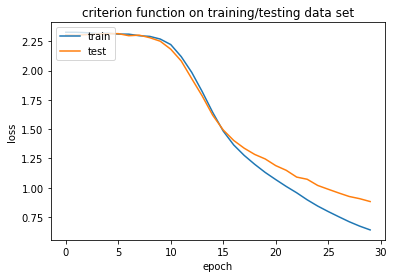 criterion function on training/testing data set
train
test
loss
2.25
2.00
1.75
1.50
1.25
1.00
0.75
0 5 10 15 20 25 30
epoch